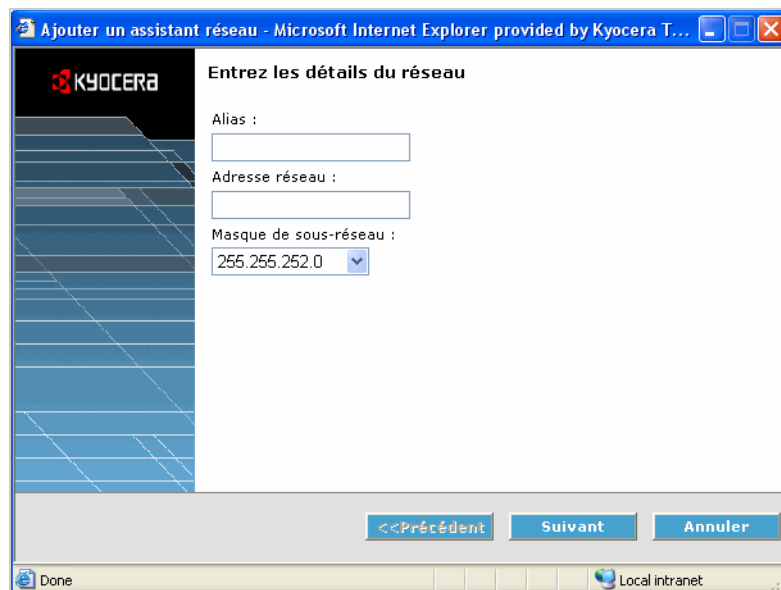 Ajouter un assistant réseau - Microsoft Internet Explorer provided by Kyocera T...
KYOCERA
Entrez les détails du réseau
Alias :
Adresse réseau :
Masque de sous-réseau :
255.255.252.0
<<Précédent
Suivant
Annuler
Done
Local intranet